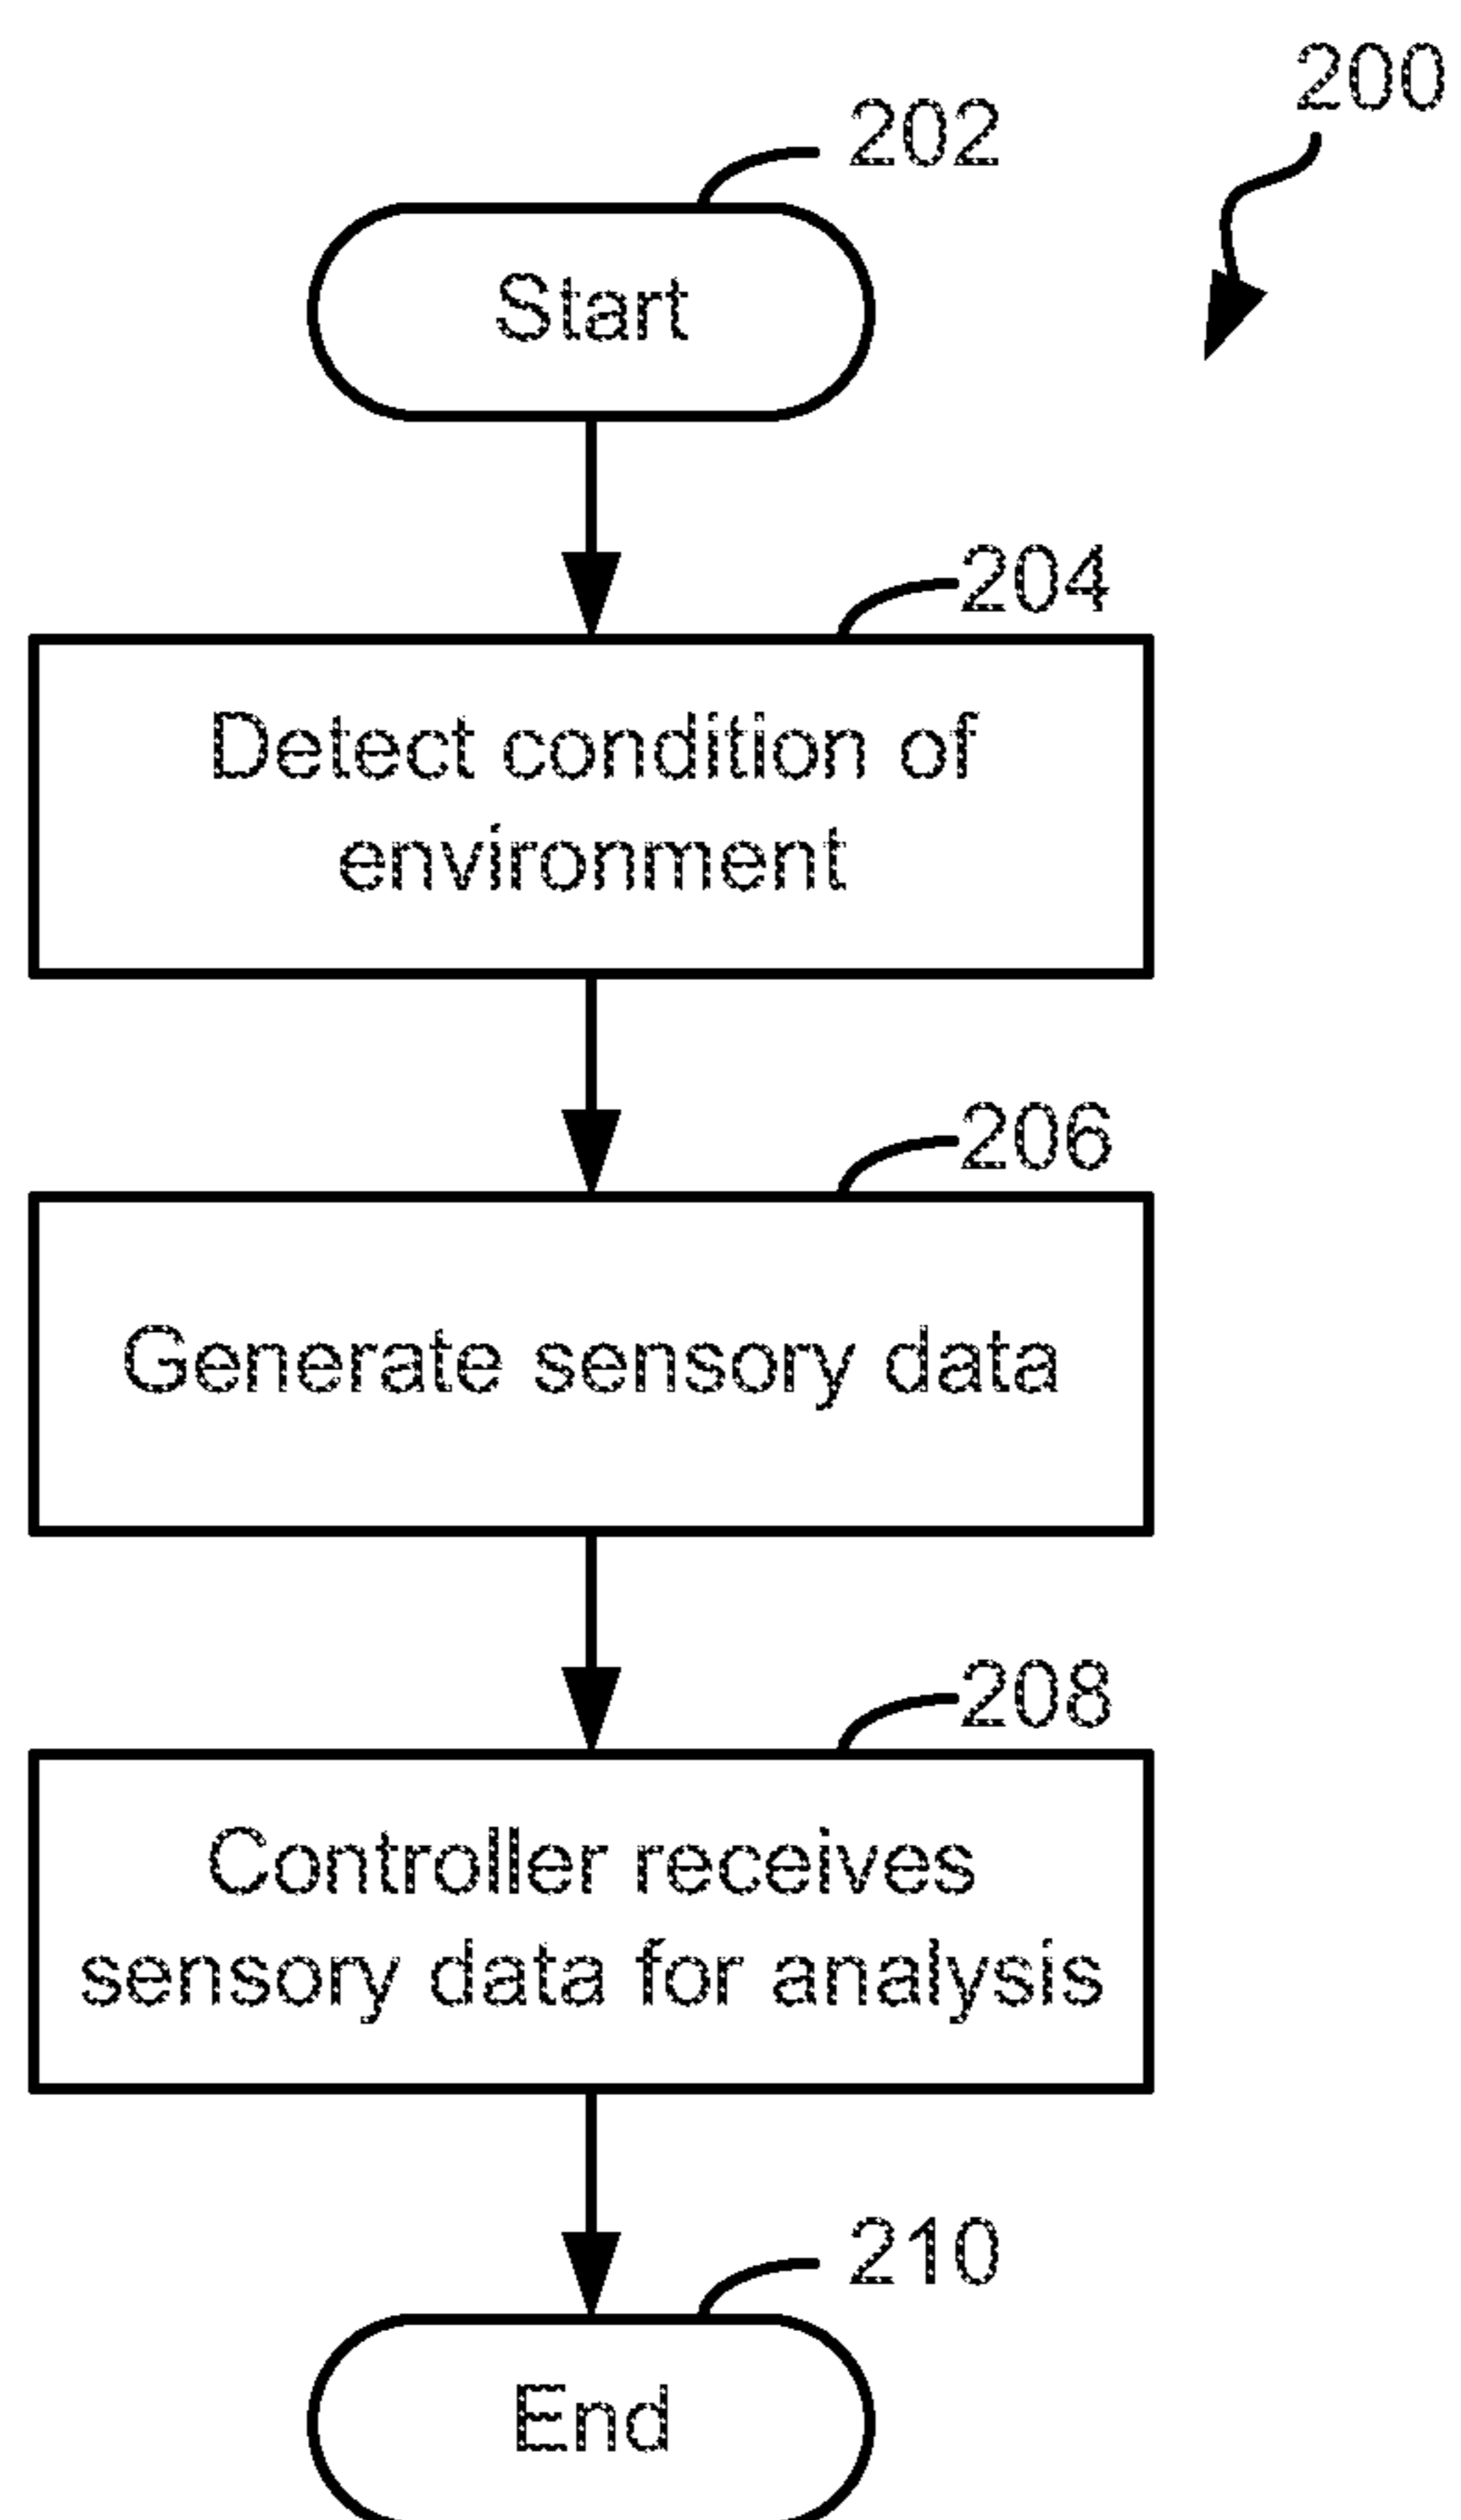 200
202
Start
204
Detect condition of
environment
206
Generate sensory data
208
Controller receives
sensory data for analysis
210
End